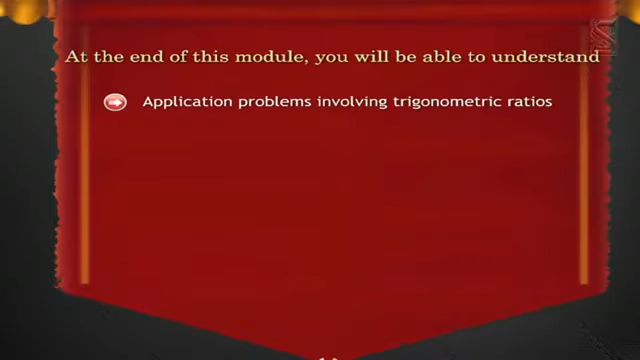 At the end of this module, you will be able to understand
Application problems involving trigonometric ratios